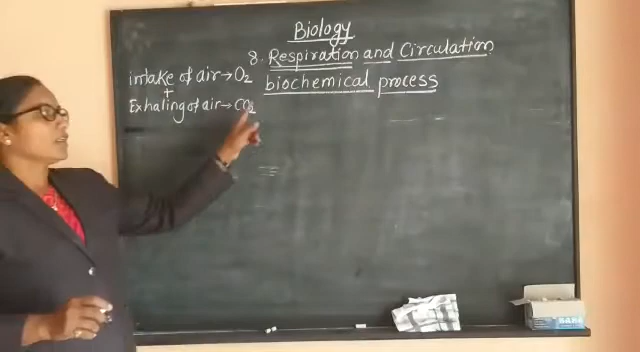 Biology
8. Respiration and Circulation
intake of air→O₂
+
Exhaling of air→CO₂
biochemical process